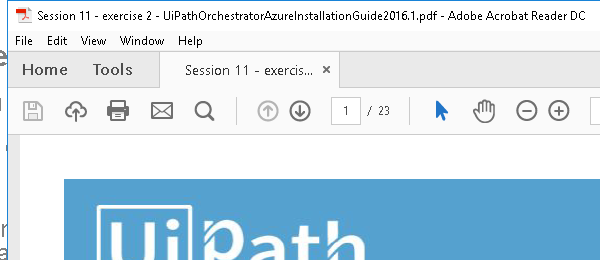 Session 11 - exercise 2 - UiPathOrchestratorAzureInstallationGuide2016.1.pdf - Adobe Acrobat Reader DC
File Edit View Window Help
Home Tools Session 11 - exercis... ×
1 / 23
UiPath